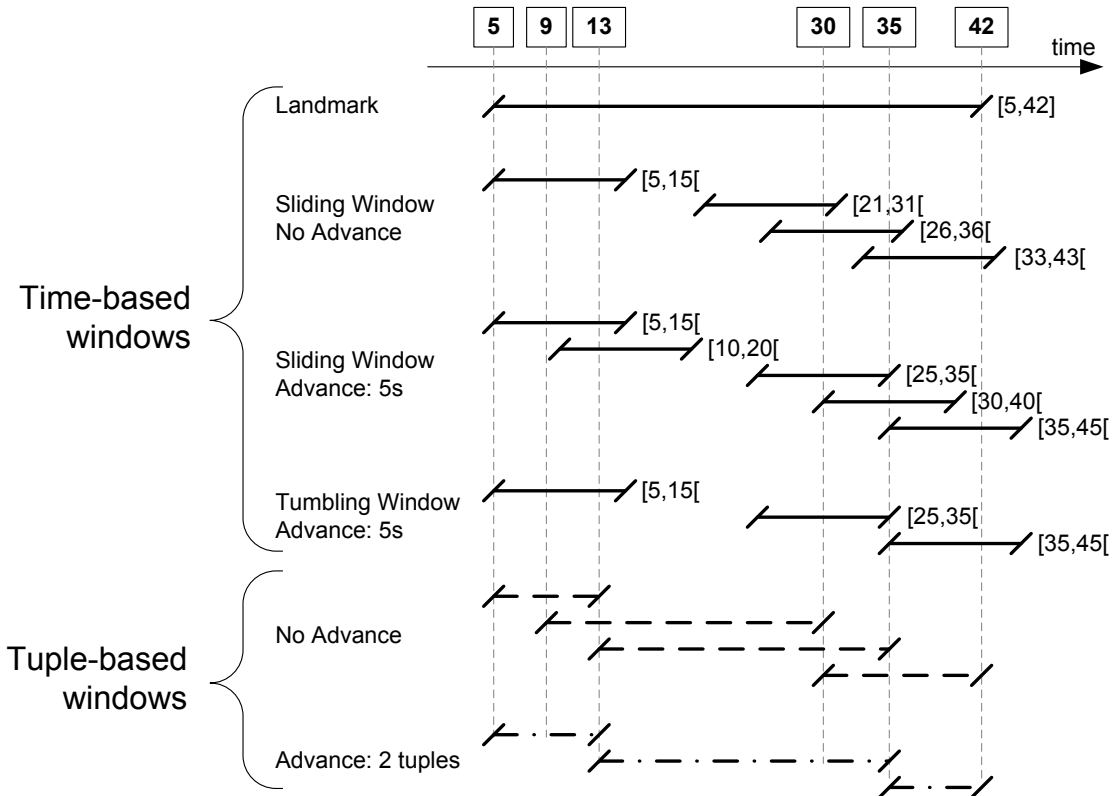 5 9 13 30 35 42
time
Landmark
[5,42]
[5,15[
Sliding Window
No Advance
[21,31[
[26,36[
[33,43[
Time-based
windows
[5,15[
[10,20[
Sliding Window
Advance: 5s
[25,35[
[30,40[
[35,45[
Tumbling Window
Advance: 5s
[5,15[
[25,35[
[35,45[
No Advance
Tuple-based
windows
Advance: 2 tuples